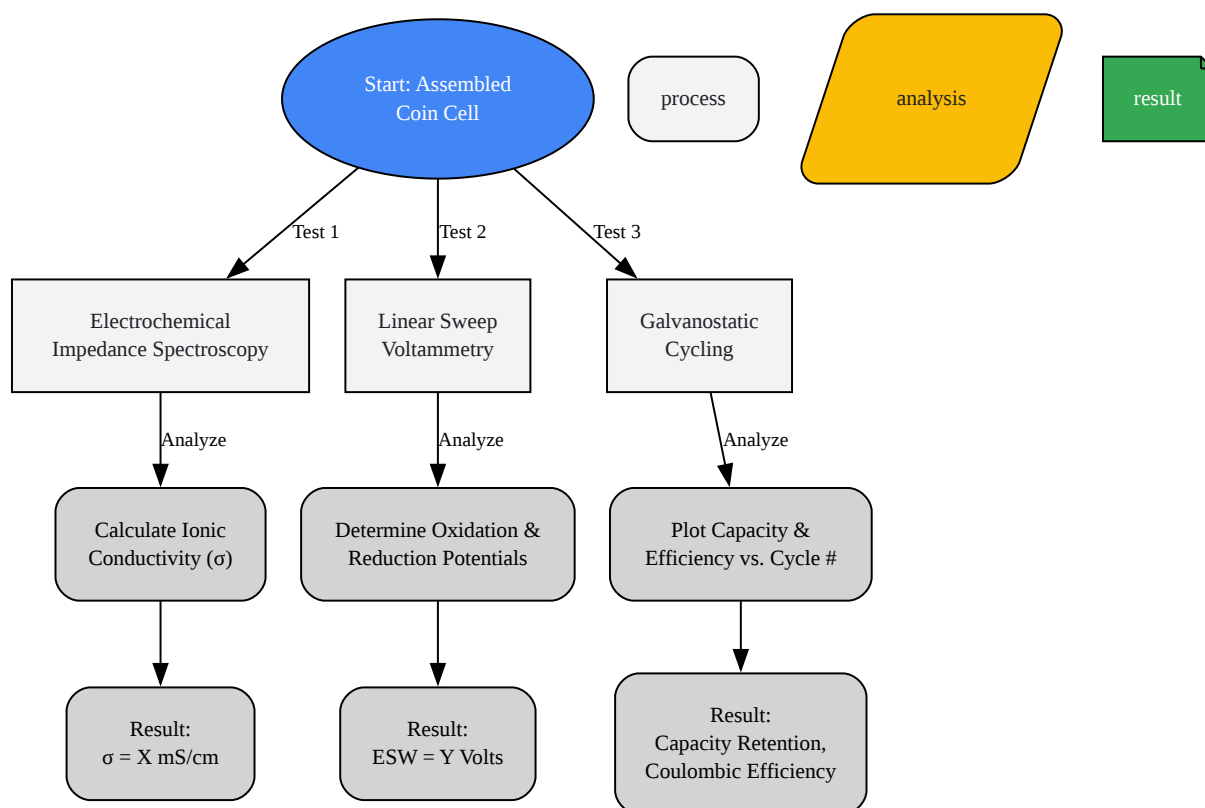 Start: Assembled
Coin Cell
process
analysis
result
Test 1
Test 2
Test 3
Electrochemical
Impedance Spectroscopy
Linear Sweep
Voltammetry
Galvanostatic
Cycling
Analyze
Analyze
Analyze
Calculate Ionic
Conductivity (σ)
Determine Oxidation &
Reduction Potentials
Plot Capacity &
Efficiency vs. Cycle #
Result:
σ = X mS/cm
Result:
ESW = Y Volts
Result:
Capacity Retention,
Coulombic Efficiency